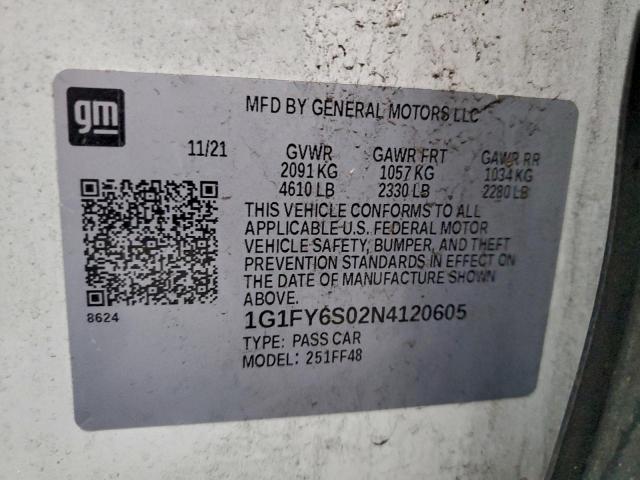 gm
MFD BY GENERAL MOTORS LLC
11/21 GVWR GAWR FRT GAWR RR
2091 KG 1057 KG 1034 KG
4610 LB 2330 LB 2280 LB
THIS VEHICLE CONFORMS TO ALL
APPLICABLE U.S. FEDERAL MOTOR
VEHICLE SAFETY, BUMPER, AND THEFT
PREVENTION STANDARDS IN EFFECT ON
THE DATE OF MANUFACTURE SHOWN
ABOVE.
8624
1G1FY6S02N4120605
TYPE: PASS CAR
MODEL: 251FF48